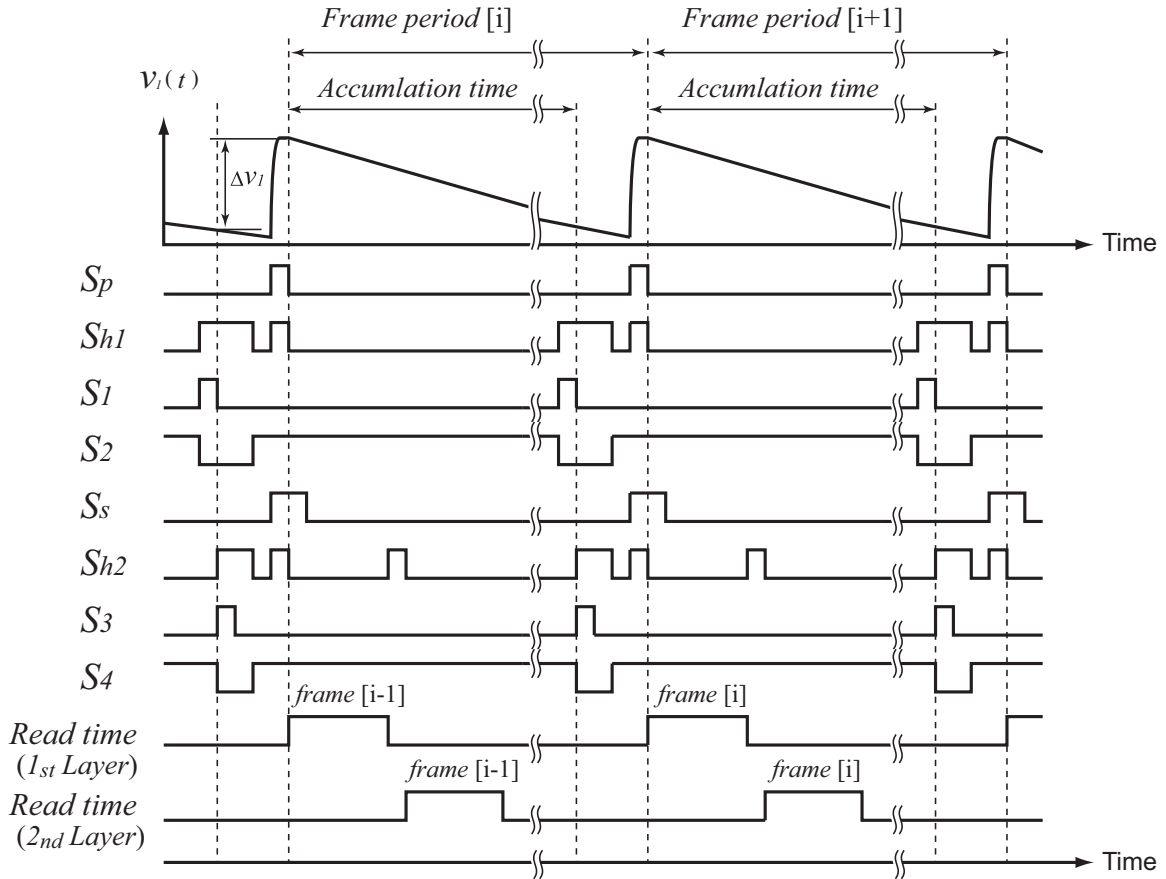 Frame period [i]
Frame period [i+1]
v1(t)
Accumlation time
Accumlation time
Δv1
Time
Sp
Sh1
S1
S2
Ss
Sh2
S3
S4
frame [i-1]
frame [i]
Read time
(1st Layer)
frame [i-1]
frame [i]
Read time
(2nd Layer)
Time